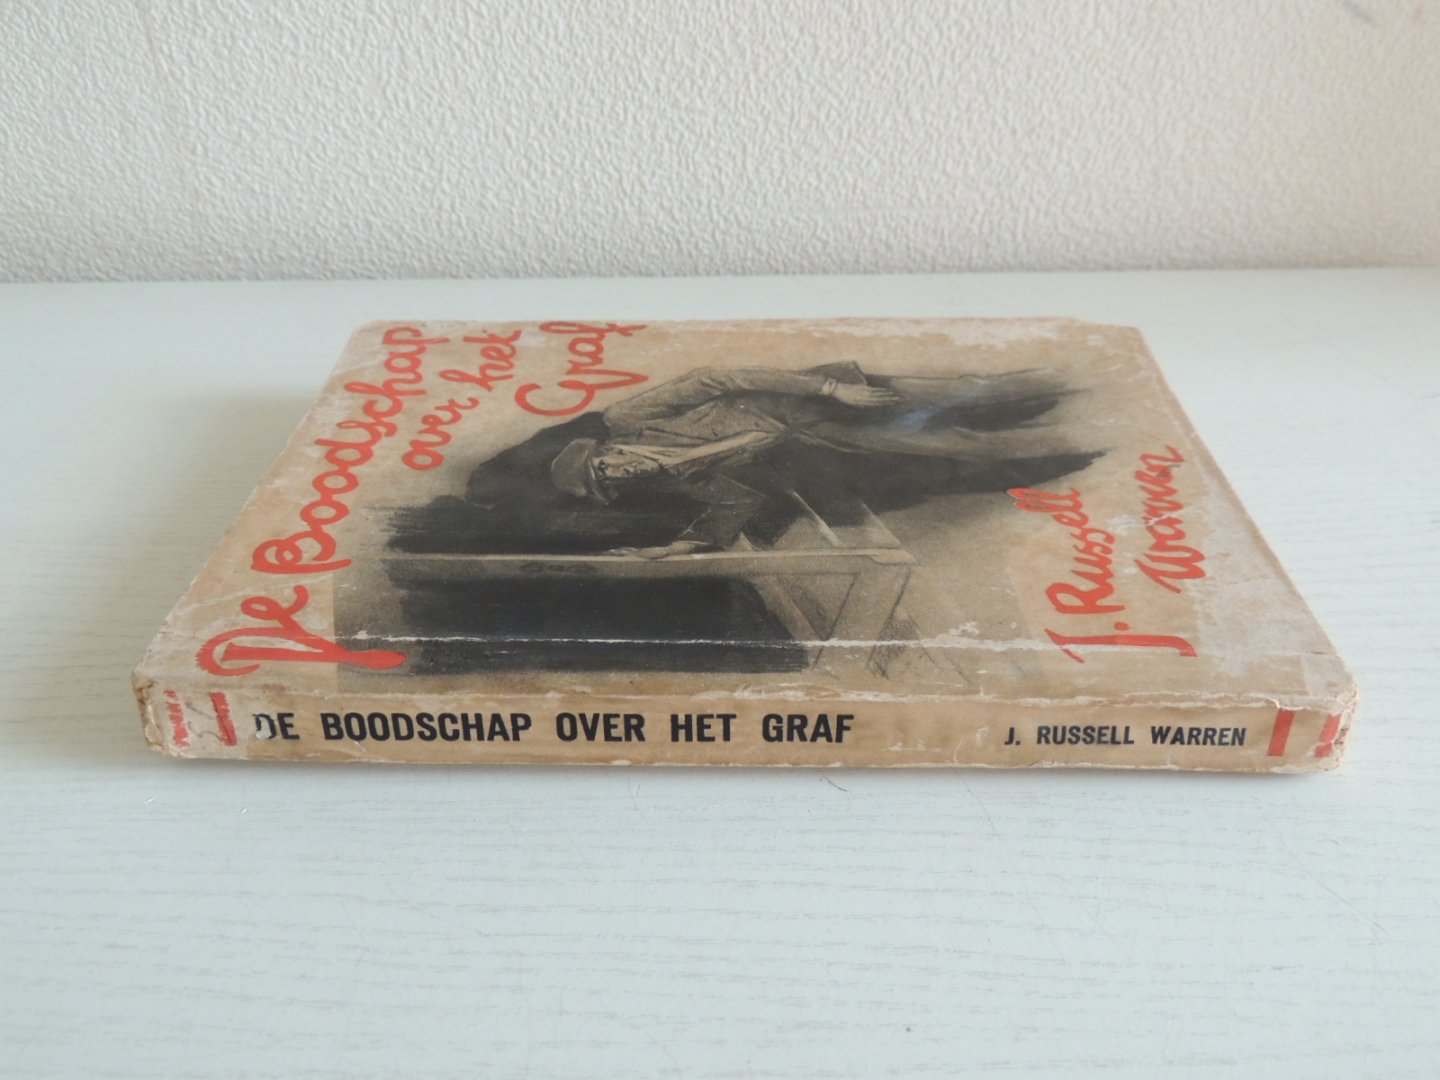 De Boodschap
over het
Graf
J. Russell
Warren
DE BOODSCHAP OVER HET GRAF
J. RUSSELL WARREN